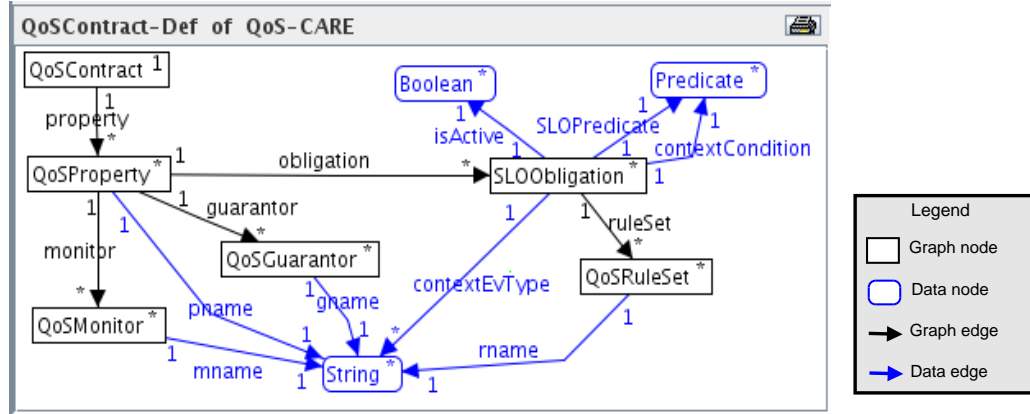 QoSContract-Def of QoS-CARE
QoSContract 1
Boolean *
Predicate *
1
property
*
1
isActive
1
1
SLOPredicate
1
1
contextCondition
1
QoSProperty *
1
obligation
*
SLOObligation *
1
1
1
guarantor
*
1
1
ruleSet
*
monitor
*
QoSGuarantor *
contextEvType
QoSRuleSet *
QoSMonitor *
pname
1
gname
1
1
mname
1
1
1
*
rname
1
String *
1
Legend
Graph node
Data node
Graph edge
Data edge